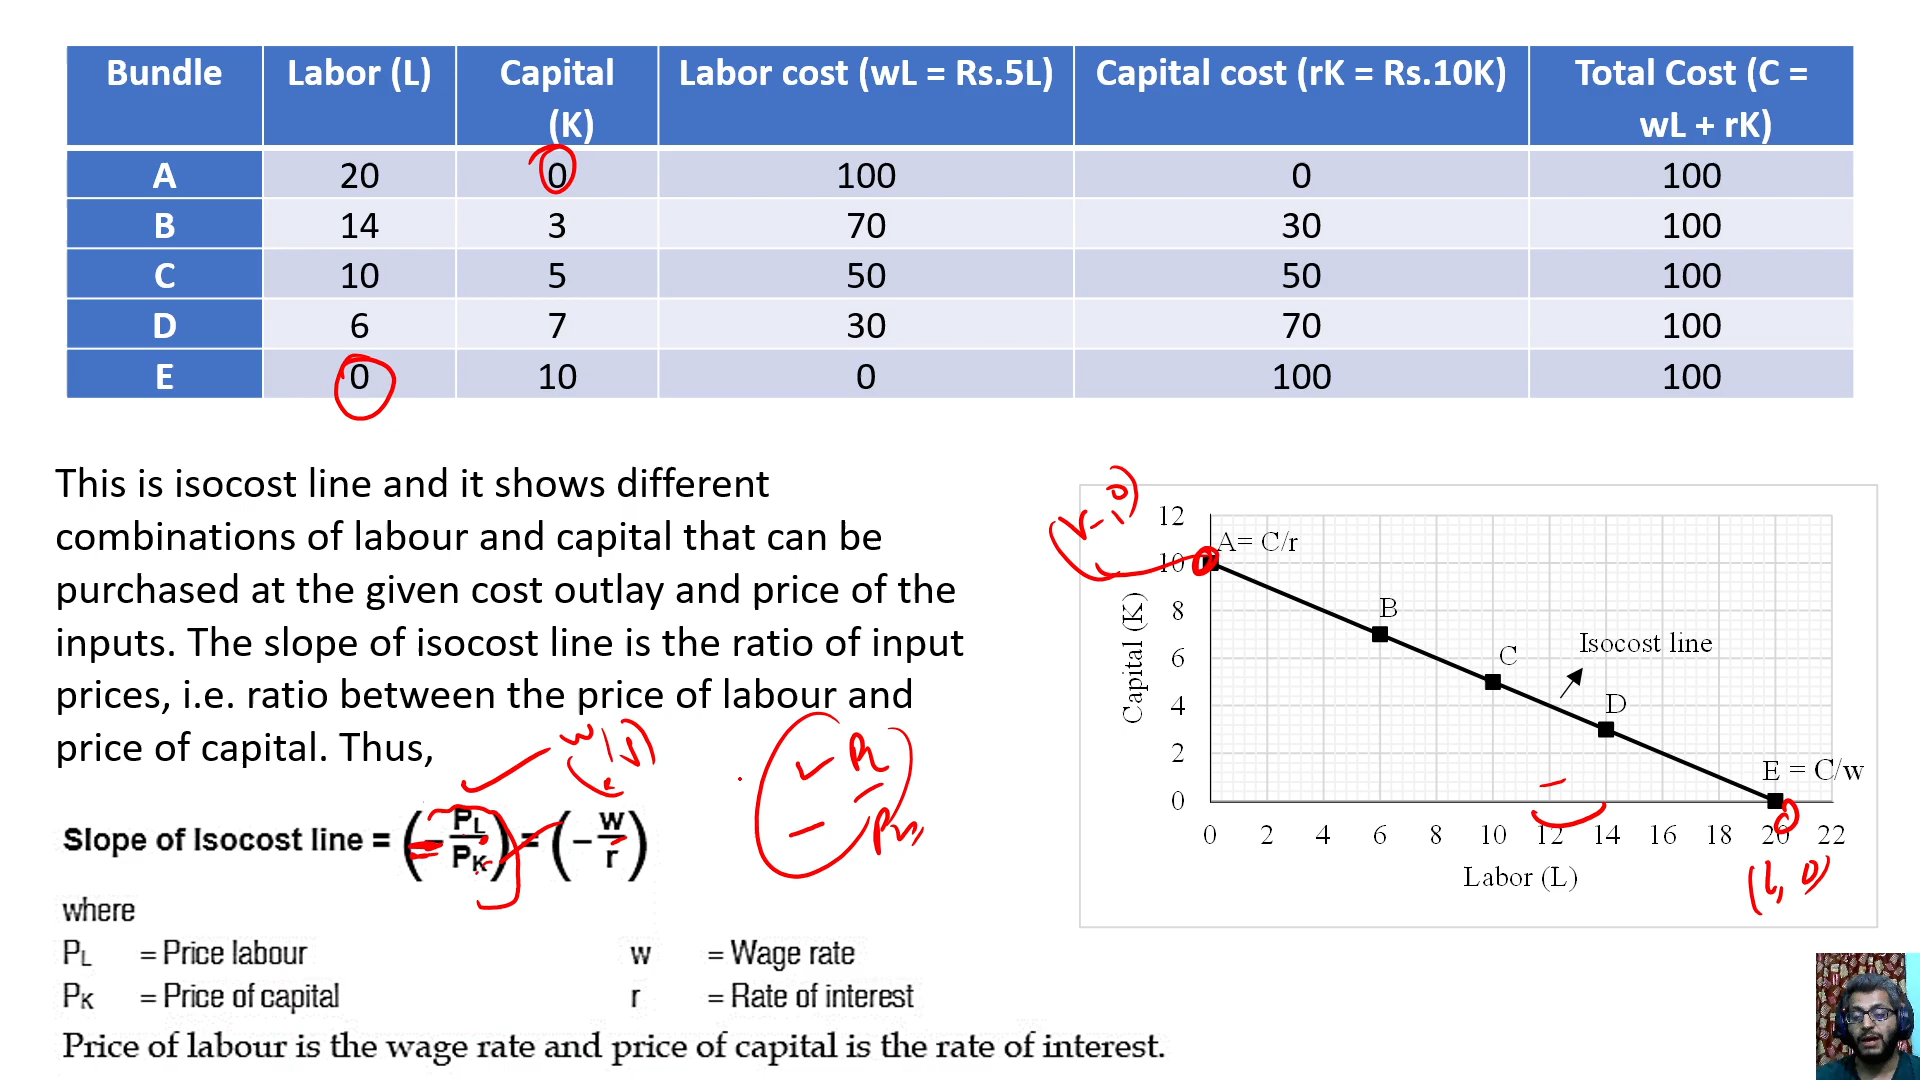 Bundle Labor (L) Capital (K) Labor cost (wL = Rs.5L) Capital cost (rK = Rs.10K) Total Cost (C = wL + rK)
A 20 0 100 0 100
B 14 3 70 30 100
C 10 5 50 50 100
D 6 7 30 70 100
E 0 10 0 100 100
This is isocost line and it shows different
combinations of labour and capital that can be
purchased at the given cost outlay and price of the
inputs. The slope of isocost line is the ratio of input
prices, i.e. ratio between the price of labour and
price of capital. Thus,
Slope of Isocost line = (- PL/PK) = (- w/r)
where
PL = Price labour w = Wage rate
PK = Price of capital r = Rate of interest
Price of labour is the wage rate and price of capital is the rate of interest.
12
A= C/r
10
8
B
6
Isocost line
C
4
D
2
E = C/w
0
Capital (K)
0 2 4 6 8 10 12 14 16 18 20 22
Labor (L)
(L, 0)